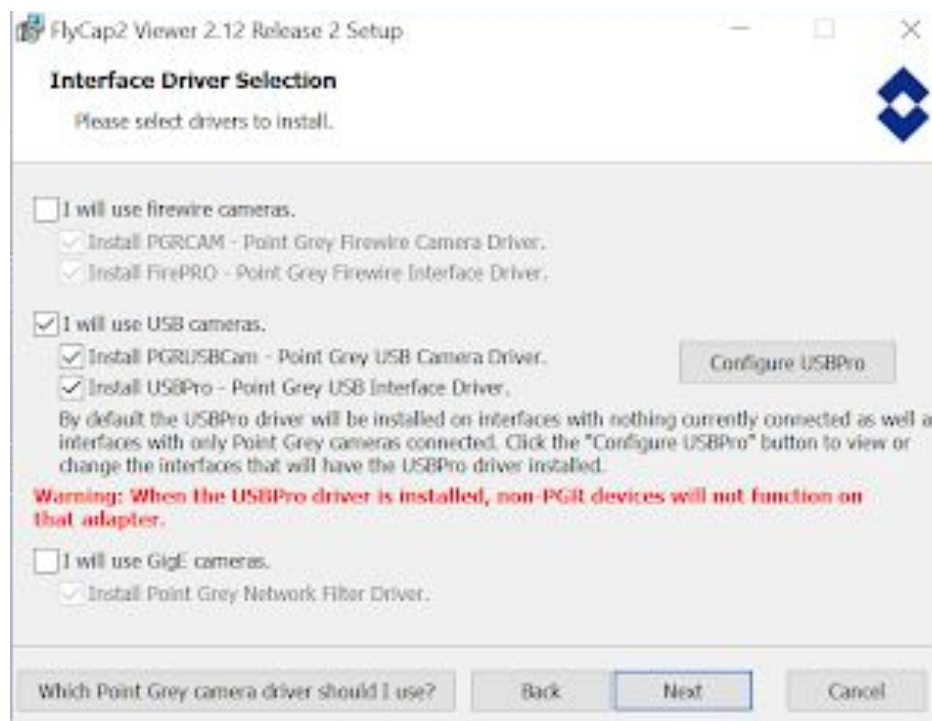 FlyCap2 Viewer 2.12 Release 2 Setup
Interface Driver Selection
Please select drivers to install.
I will use firewire cameras.
Install PGRCAM - Point Grey Firewire Camera Driver.
Install FirePRO - Point Grey Firewire Interface Driver.
I will use USB cameras.
Install PGRUSBCam - Point Grey USB Camera Driver.
Configure USBPro
Install USBPro - Point Grey USB Interface Driver.
By default the USBPro driver will be installed on interfaces with nothing currently connected as well a
interfaces with only Point Grey cameras connected. Click the "Configure USBPro" button to view or
change the interfaces that will have the USBPro driver installed.
Warning: When the USBPro driver is installed, non-PGR devices will not function on
that adapter.
I will use GigE cameras.
Install Point Grey Network Filter Driver.
Which Point Grey camera driver should I use?
Back
Next
Cancel